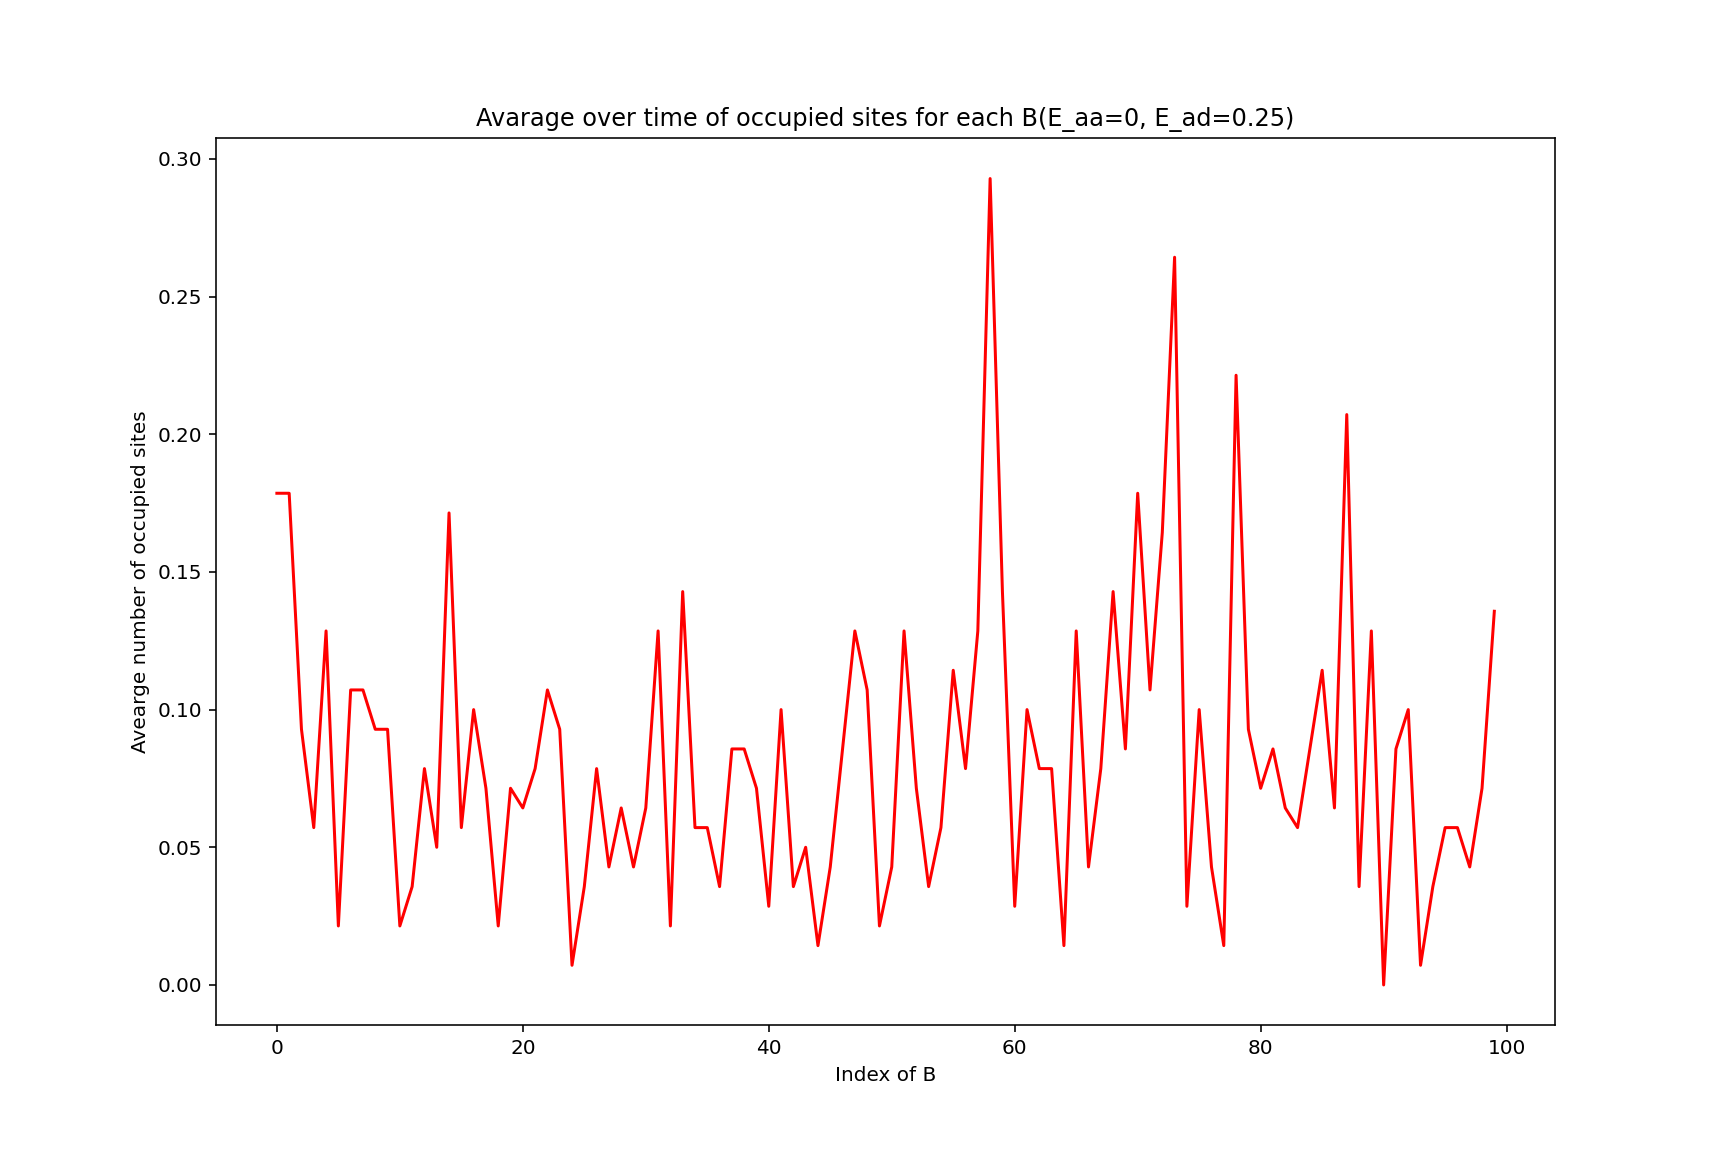 Avarage over time of occupied sites for each B(E_aa=0, E_ad=0.25)
0.30
0.25
0.20
0.15
0.10
0.05
0.00
Avearge number of occupied sites
0 20 40 60 80 100
Index of B